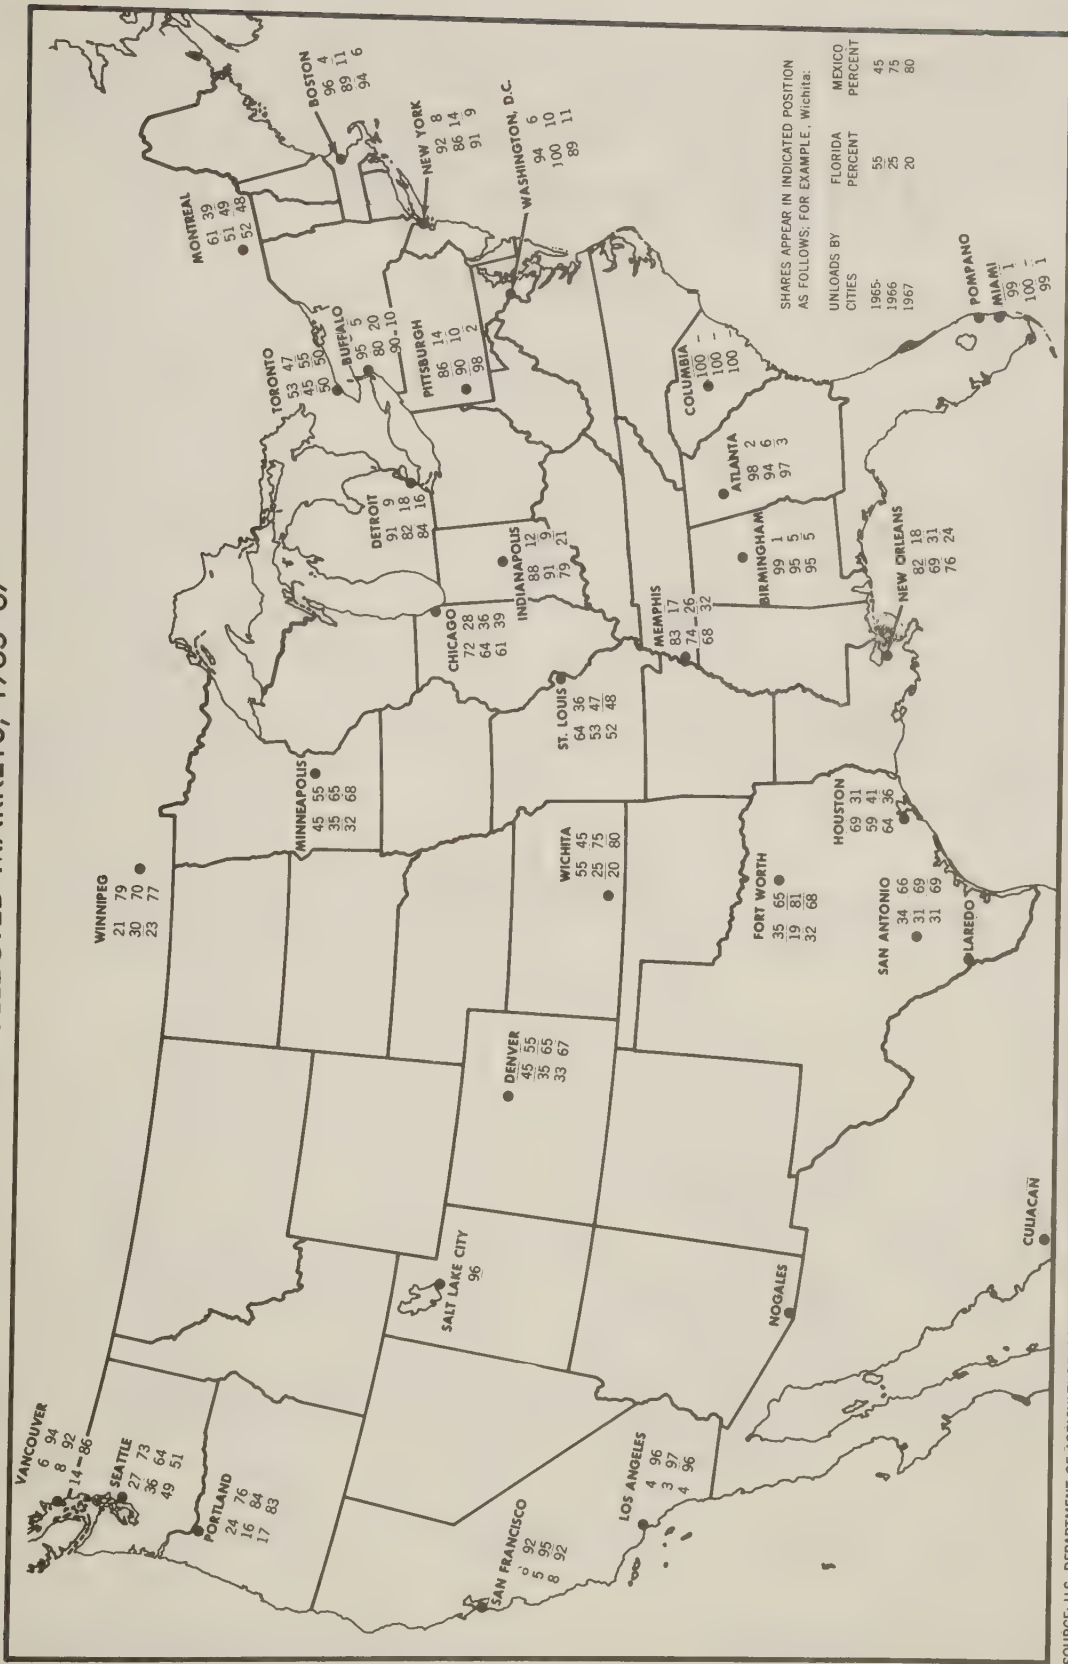 VANCOUVER
6 94
8 92
14 - 86
SEATTLE
27 73
36 64
49 51
PORTLAND
24 76
16 84
17 83
SAN FRANCISCO
92
5 95
8 92
LOS ANGELES
4 96
3 97
4 96
SALT LAKE CITY
96
NOGALES
CULIACAN
DENVER
45 55
35 65
33 67
WINNIPEG
21 79
30 70
23 77
MINNEAPOLIS
45 55
35 65
32 68
WICHITA
55 45
25 75
20 80
FORT WORTH
35 65
19 81
32 68
SAN ANTONIO
34 66
31 69
31 69
LAREDO
HOUSTON
69 31
59 41
64 36
ST. LOUIS
64 36
53 47
52 48
CHICAGO
72 28
64 36
61 39
MEMPHIS
83 17
74 - 26
68 32
NEW ORLEANS
82 18
69 31
76 24
INDIANAPOLIS
88 12
91 9
79 21
DETROIT
91 9
82 18
84 16
BIRMINGHAM
99 1
95 5
95 5
ATLANTA
98 2
94 6
97 3
COLUMBIA
100 -
100 -
100 -
TORONTO
53 47
45 55
50 50
BUFFALO
95 5
80 20
90-10
PITTSBURGH
86 14
90 10
98 2
MONTREAL
61 39
51 49
52 48
BOSTON
96 4
89 11
94 6
NEW YORK
92 8
86 14
91 9
WASHINGTON, D.C.
94 6
100 10
89 11
POMPANO
MIAMI
99 1
100 -
99 1
SHARES APPEAR IN INDICATED POSITION
AS FOLLOWS; FOR EXAMPLE, Wichita:
UNLOADS BY FLORIDA MEXICO
CITIES PERCENT PERCENT
1965 55 45
1966 25 75
1967 20 80
SOURCE: U.S. DEPARTMENT OF